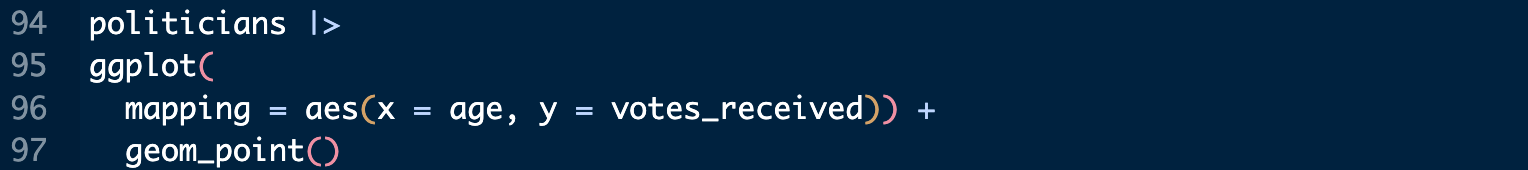 94 politicians |>
95 ggplot(
96   mapping = aes(x = age, y = votes_received)) +
97   geom_point()